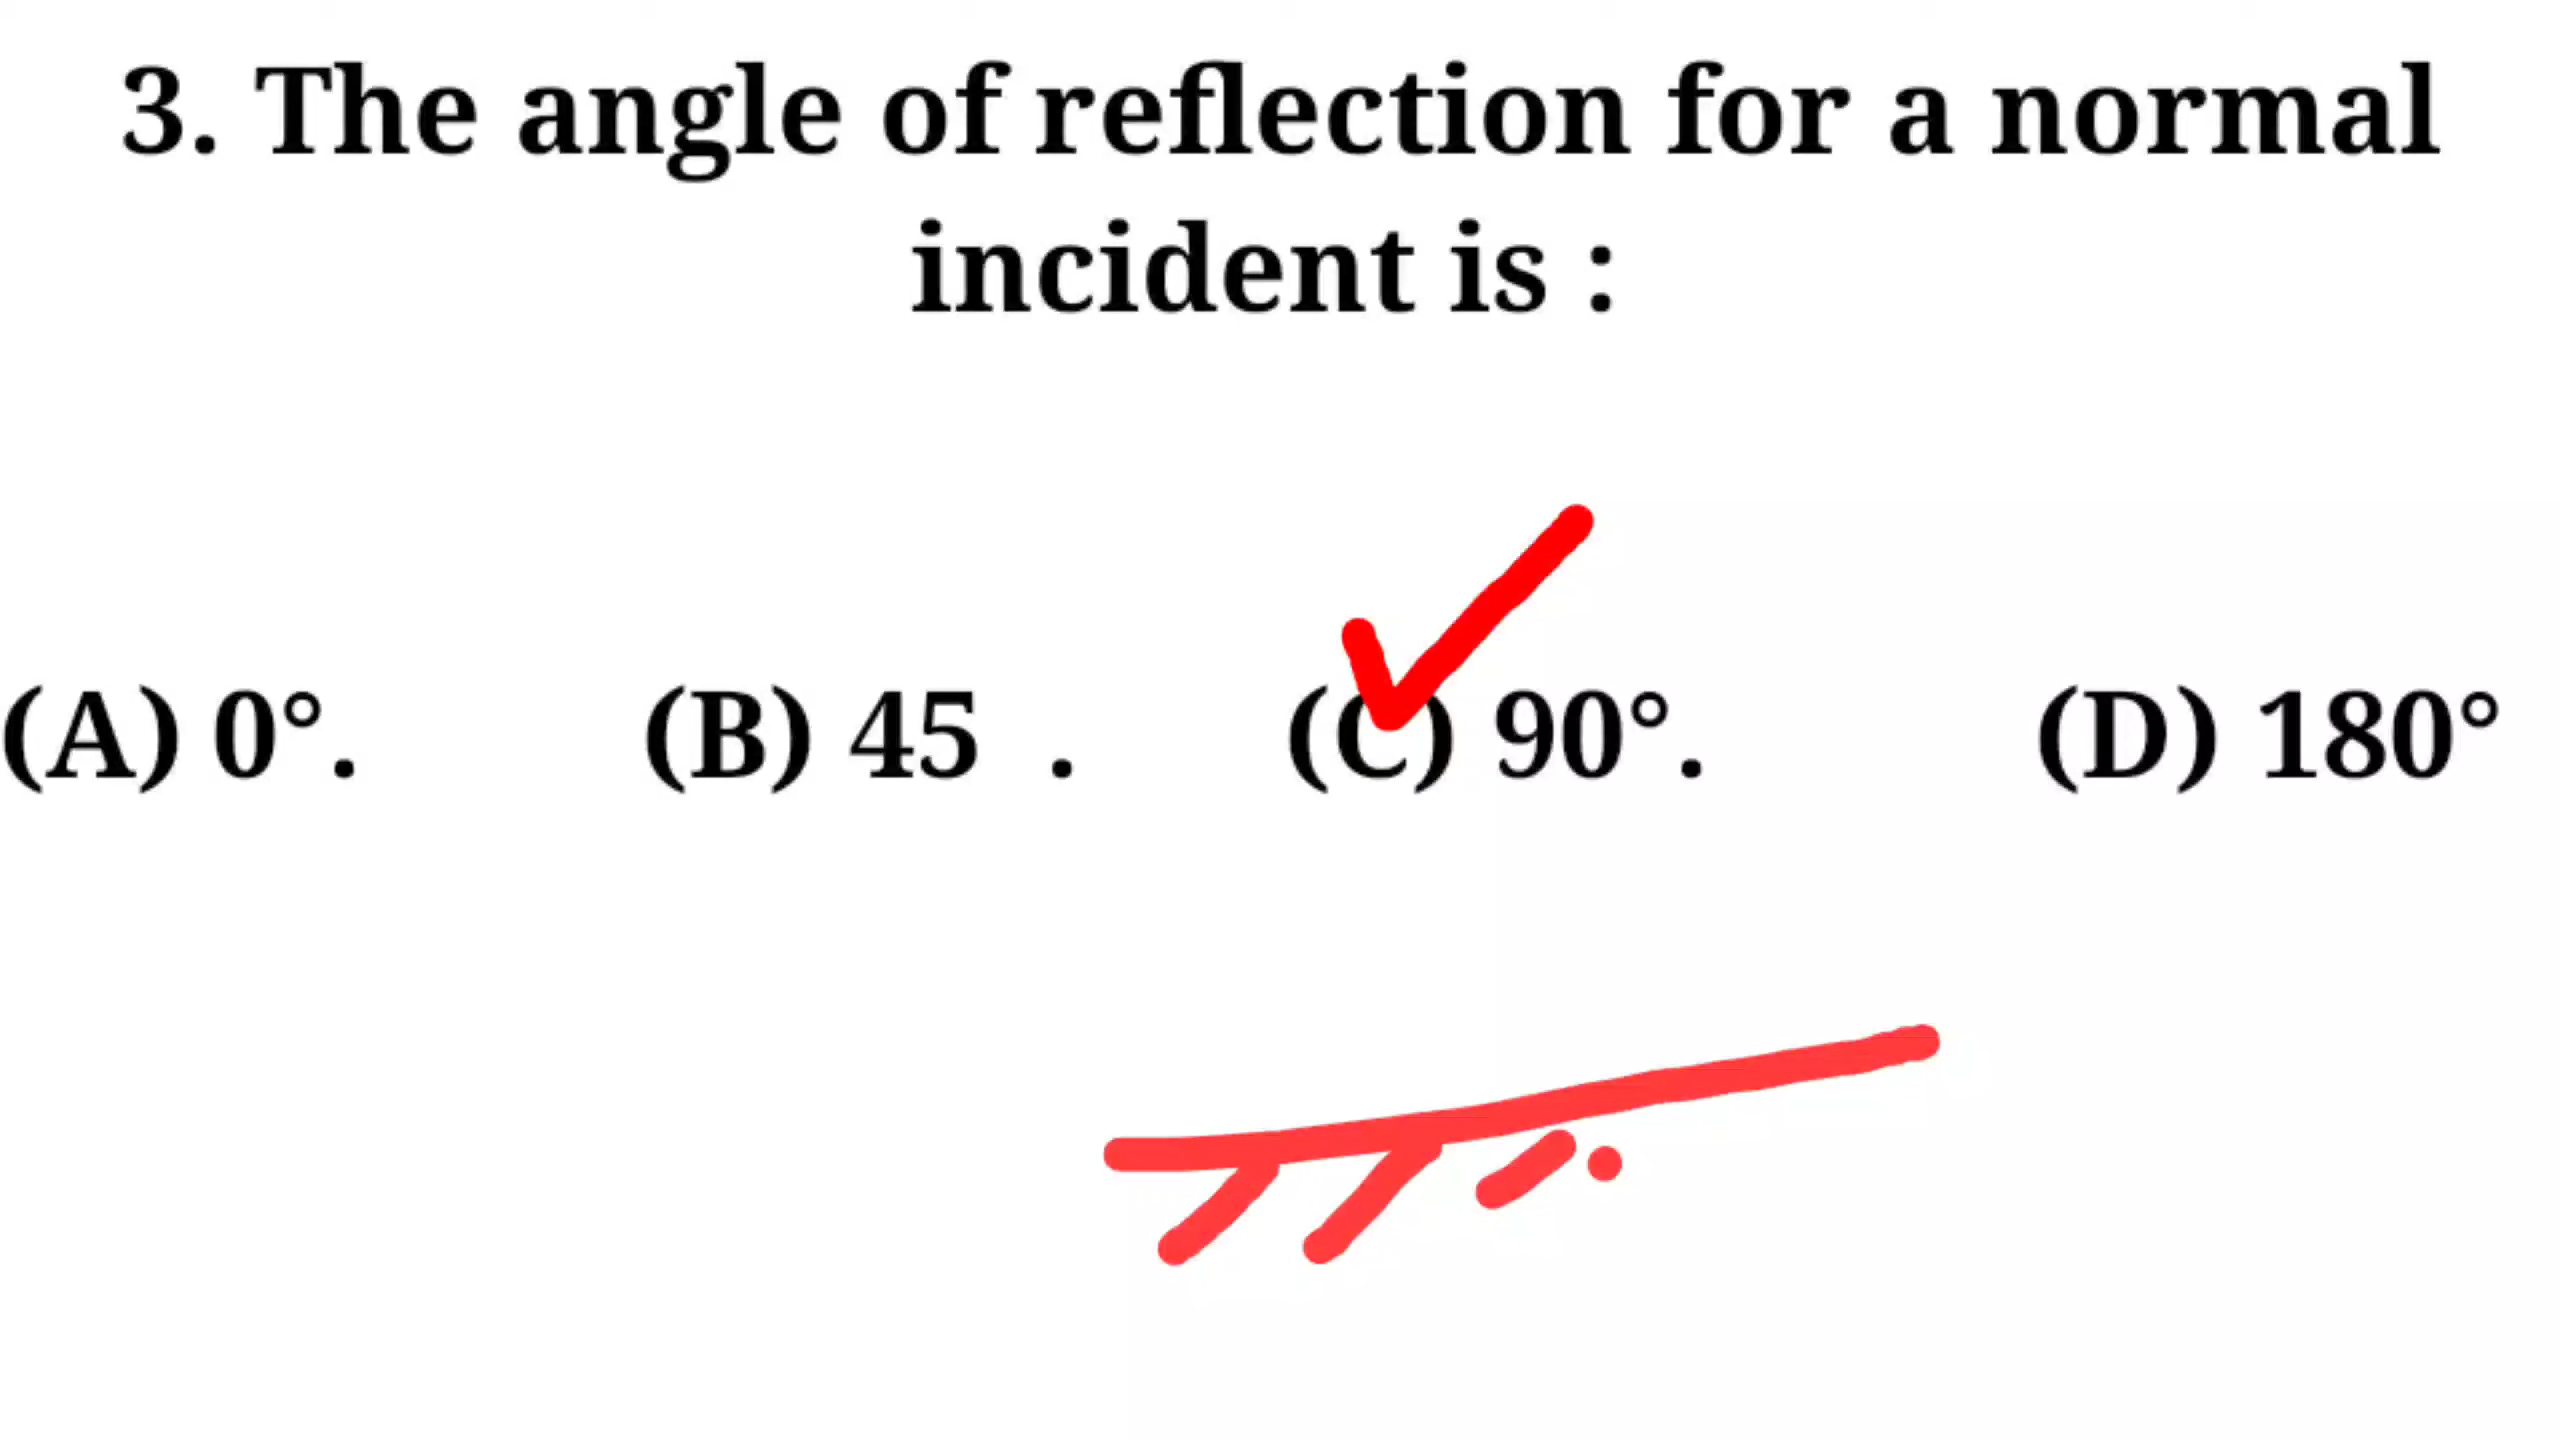 3. The angle of reflection for a normal
incident is :
(A) 0°. (B) 45 . (C) 90°. (D) 180°